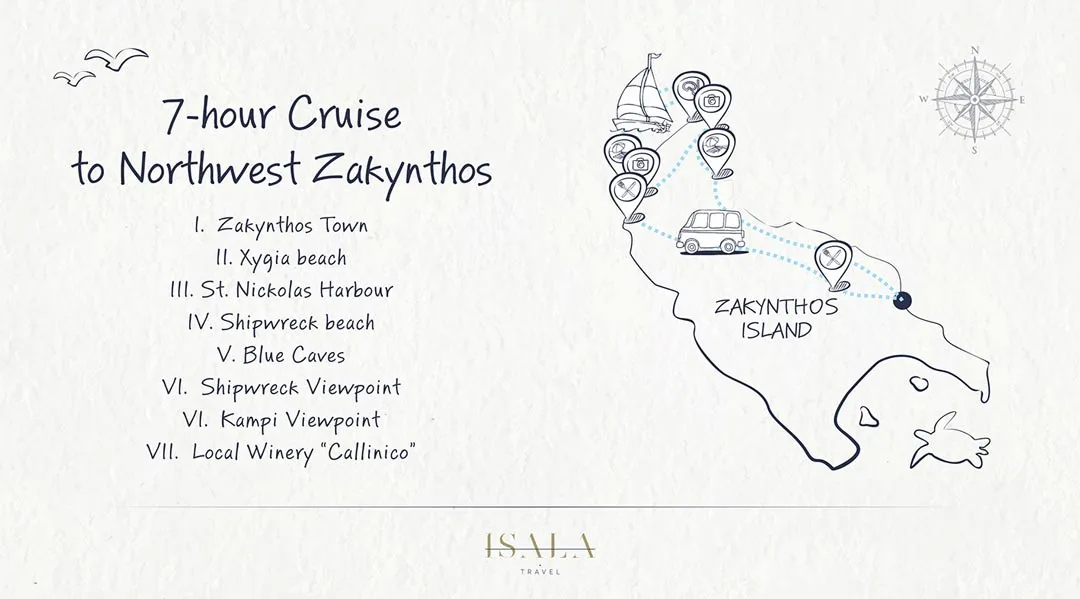 7-hour Cruise
to Northwest Zakynthos
I. Zakynthos Town
II. Xygia beach
III. St. Nickolas Harbour
IV. Shipwreck beach
V. Blue Caves
VI. Shipwreck Viewpoint
VI. Kampi Viewpoint
VII. Local Winery "Callinico"
N
W
E
S
ZAKYNTHOS
ISLAND
ISALA
TRAVEL